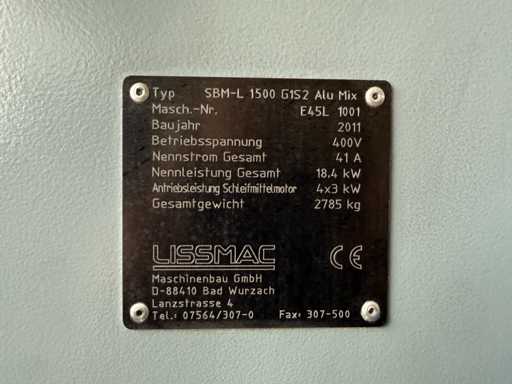 Typ SBM-L 1500 G1S2 Alu Mix
Masch.-Nr. E45L 1001
Baujahr 2011
Betriebsspannung 400V
Nennstrom Gesamt 41 A
Nennleistung Gesamt 18.4 kW
Antriebsleistung Schleifmittelmotor 4x3 kW
Gesamtgewicht 2785 kg
LISSMAC CE
Maschinenbau GmbH
D-88410 Bad Wurzach
Lanzstrasse 4
Tel.: 07564/307-0 Fax: 307-500